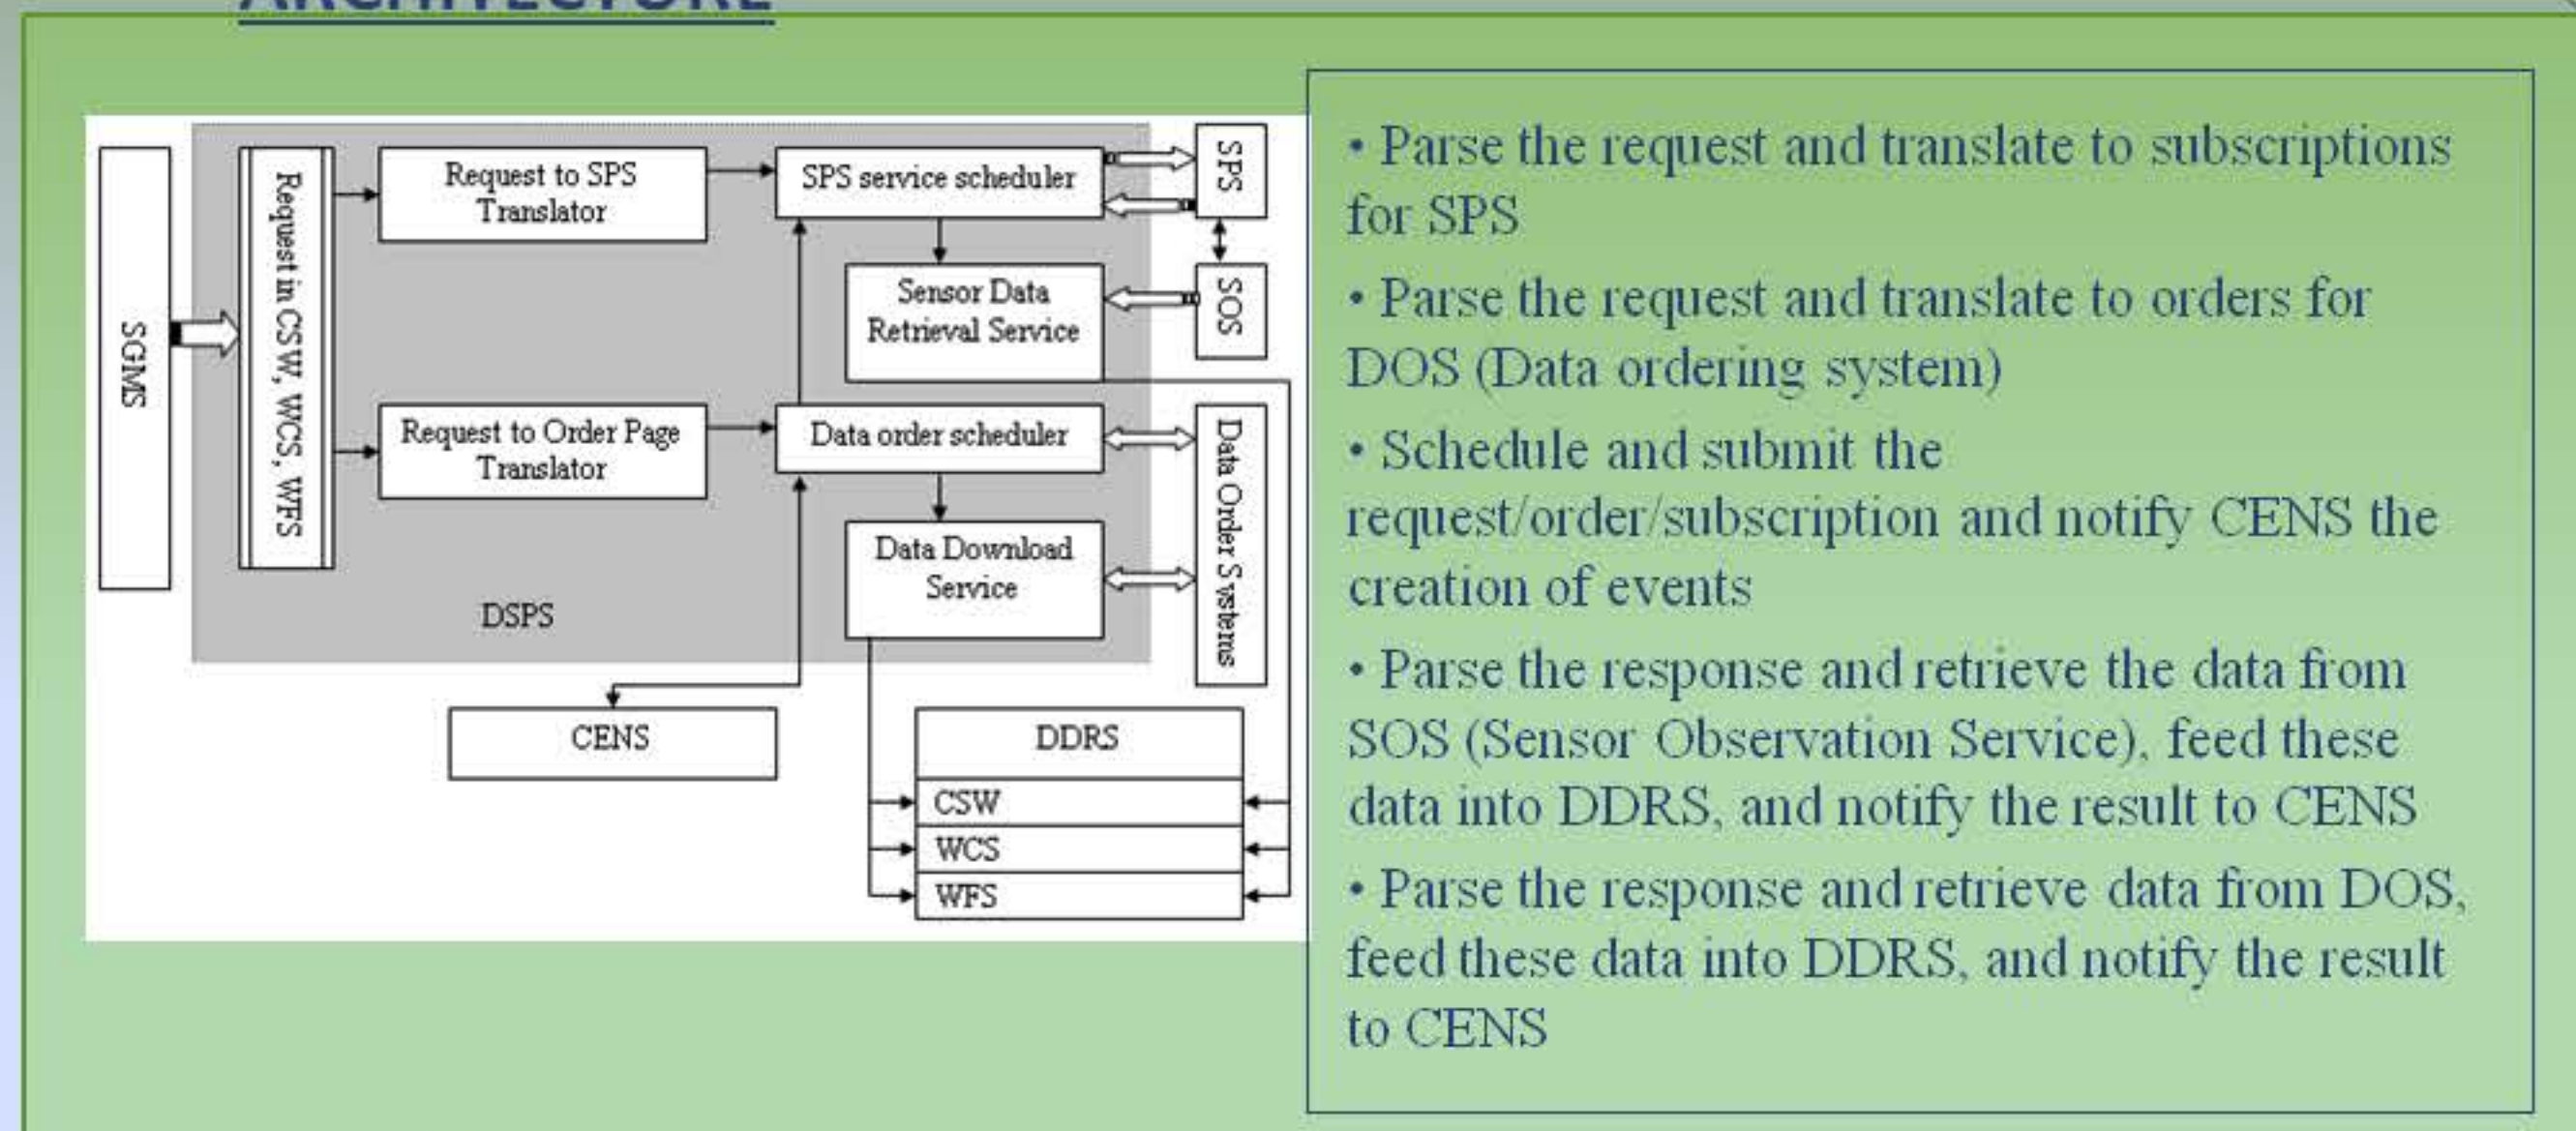 ARCHITECTURE
SGMS
Request in CSW, WCS, WFS
Request to SPS
Translator
SPS service scheduler
SPS
Sensor Data
Retrieval Service
SOS
Request to Order Page
Translator
Data order scheduler
Data Order Systems
Data Download
Service
DSPS
CENS
DDRS
CSW
WCS
WFS
• Parse the request and translate to subscriptions
for SPS
• Parse the request and translate to orders for
DOS (Data ordering system)
• Schedule and submit the
request/order/subscription and notify CENS the
creation of events
• Parse the response and retrieve the data from
SOS (Sensor Observation Service), feed these
data into DDRS, and notify the result to CENS
• Parse the response and retrieve data from DOS,
feed these data into DDRS, and notify the result
to CENS